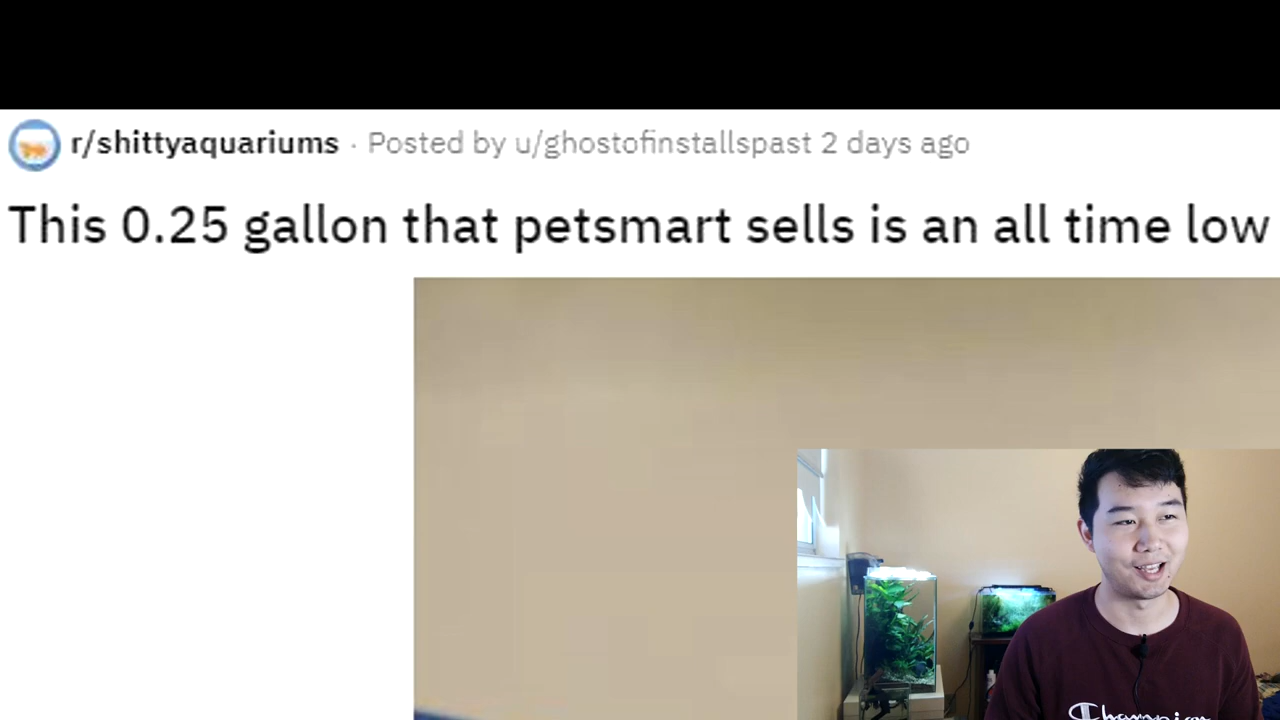 r/shittyaquariums · Posted by u/ghostofinstallspast 2 days ago
This 0.25 gallon that petsmart sells is an all time low
Champion